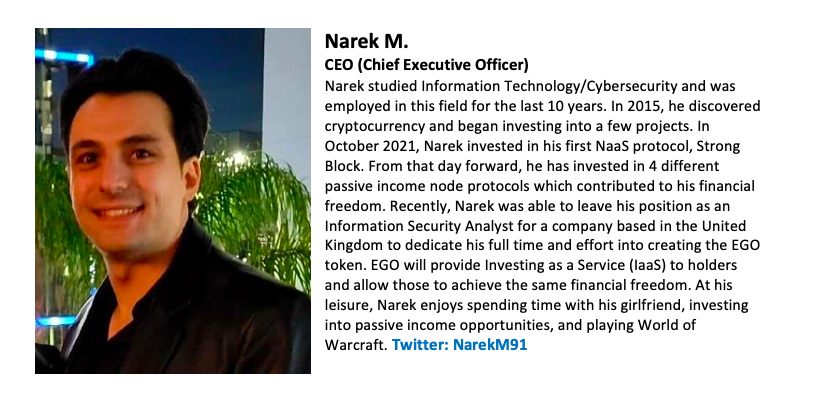 Narek M.
CEO (Chief Executive Officer)
Narek studied Information Technology/Cybersecurity and was
employed in this field for the last 10 years. In 2015, he discovered
cryptocurrency and began investing into a few projects. In
October 2021, Narek invested in his first NaaS protocol, Strong
Block. From that day forward, he has invested in 4 different
passive income node protocols which contributed to his financial
freedom. Recently, Narek was able to leave his position as an
Information Security Analyst for a company based in the United
Kingdom to dedicate his full time and effort into creating the EGO
token. EGO will provide Investing as a Service (IaaS) to holders
and allow those to achieve the same financial freedom. At his
leisure, Narek enjoys spending time with his girlfriend, investing
into passive income opportunities, and playing World of
Warcraft. Twitter: NarekM91